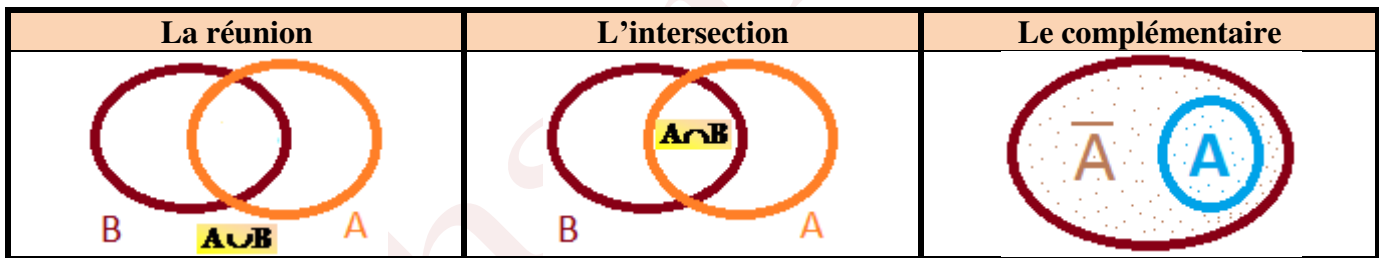 La réunion
L'intersection
Le complémentaire
B
A∪B
A
A∩B
B
A
A̅
A